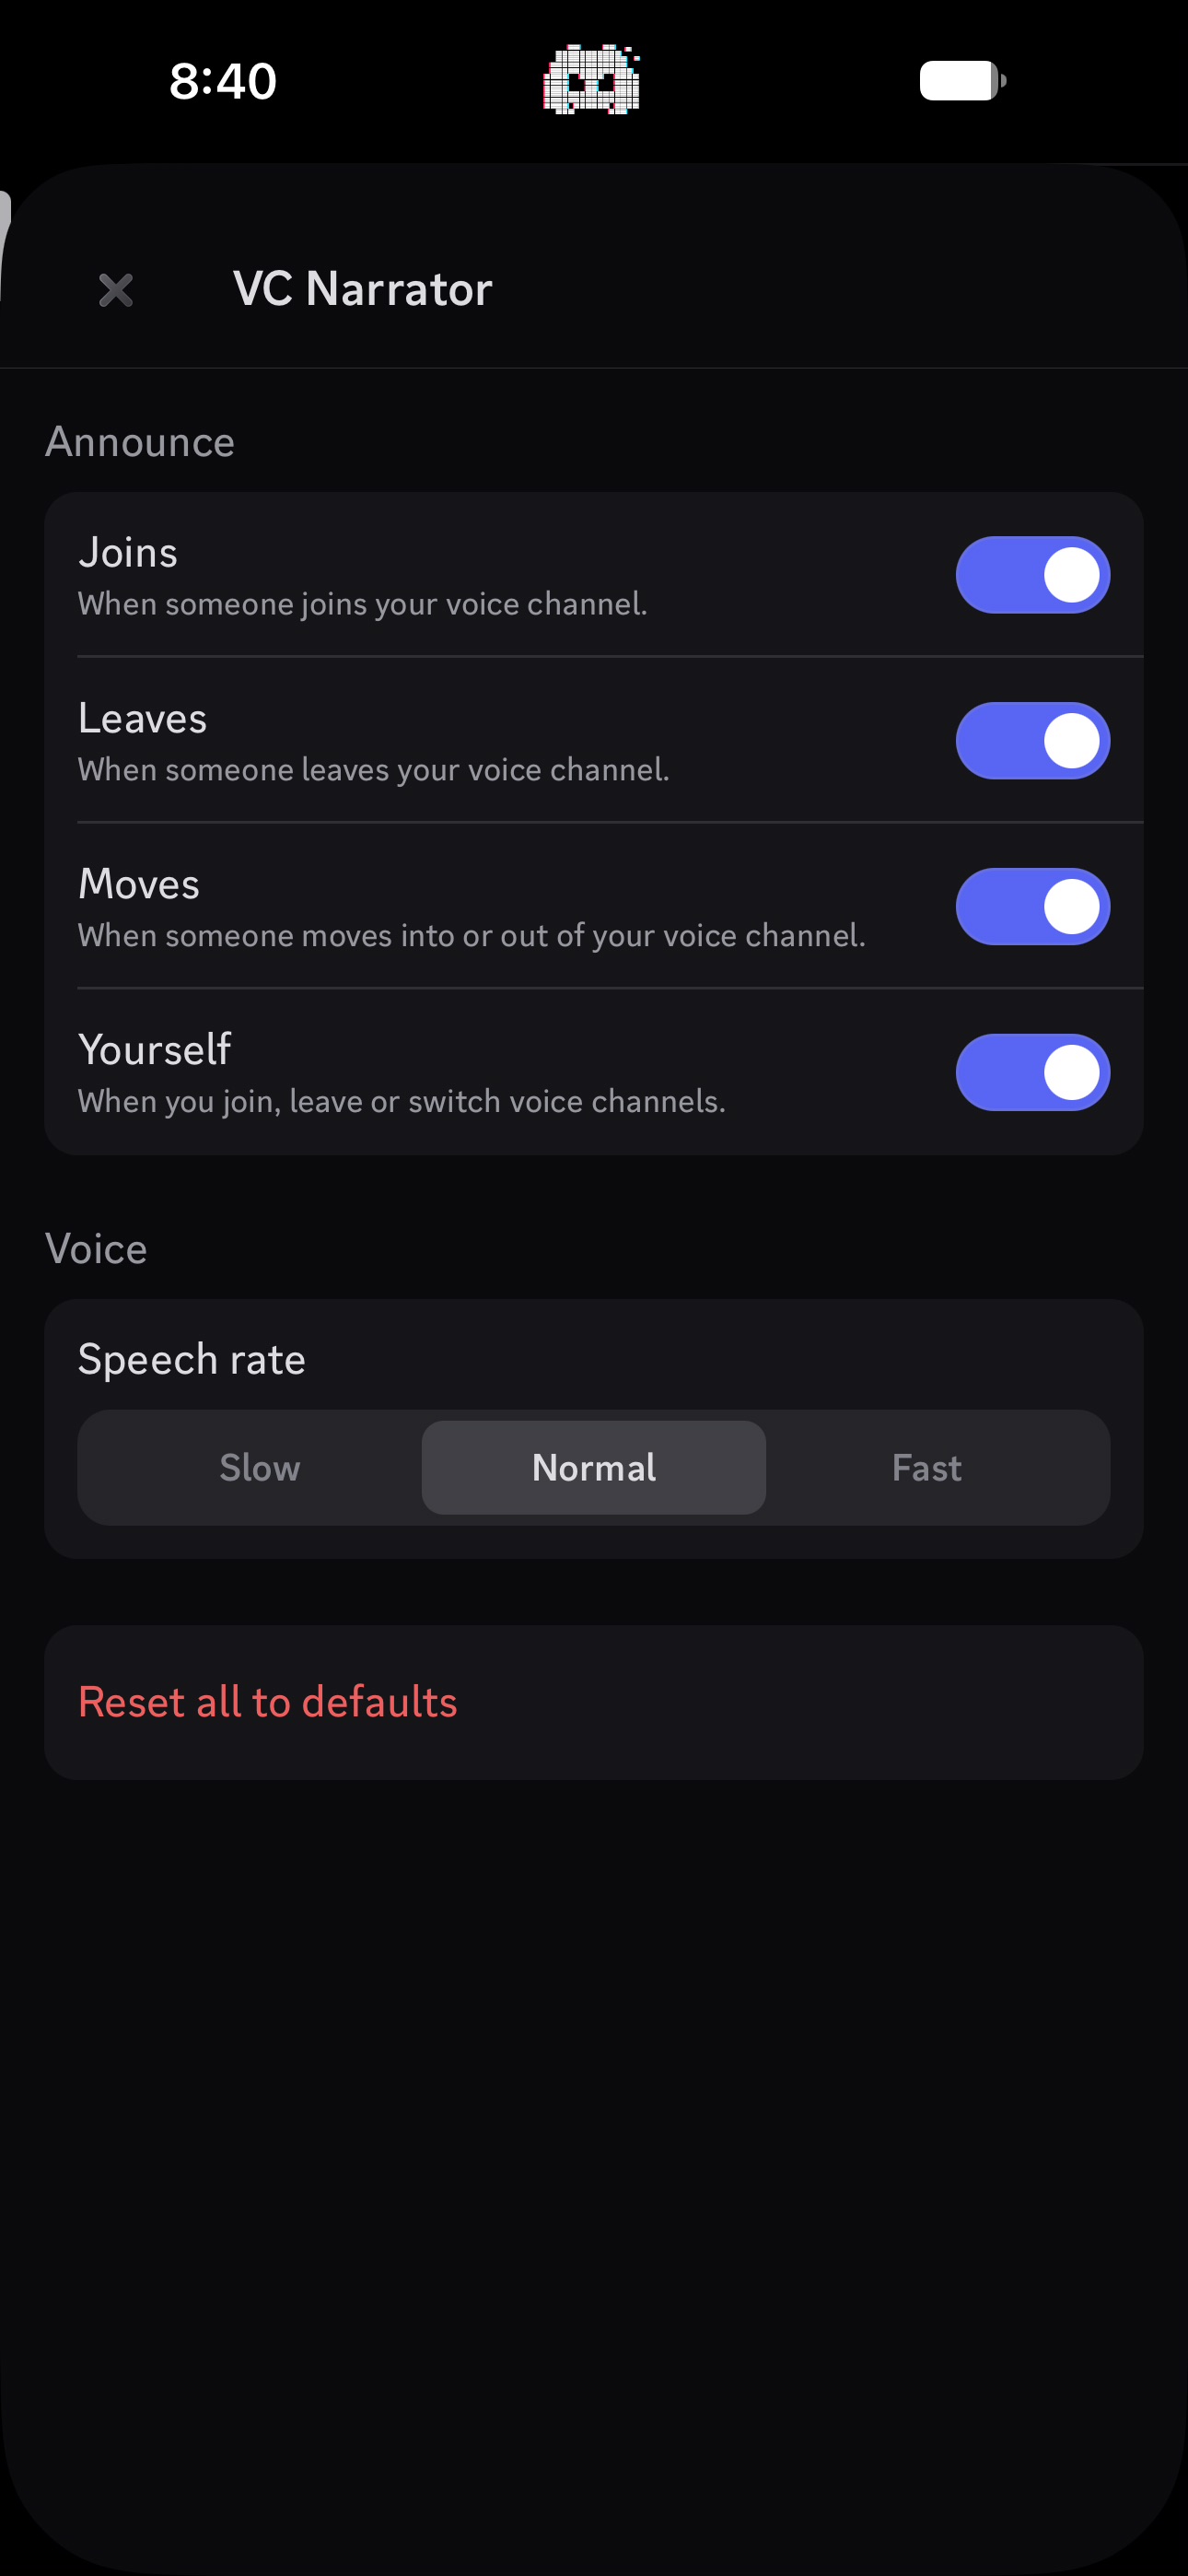 8:40
VC Narrator
Announce
Joins
When someone joins your voice channel.
Leaves
When someone leaves your voice channel.
Moves
When someone moves into or out of your voice channel.
Yourself
When you join, leave or switch voice channels.
Voice
Speech rate
Slow Normal Fast
Reset all to defaults